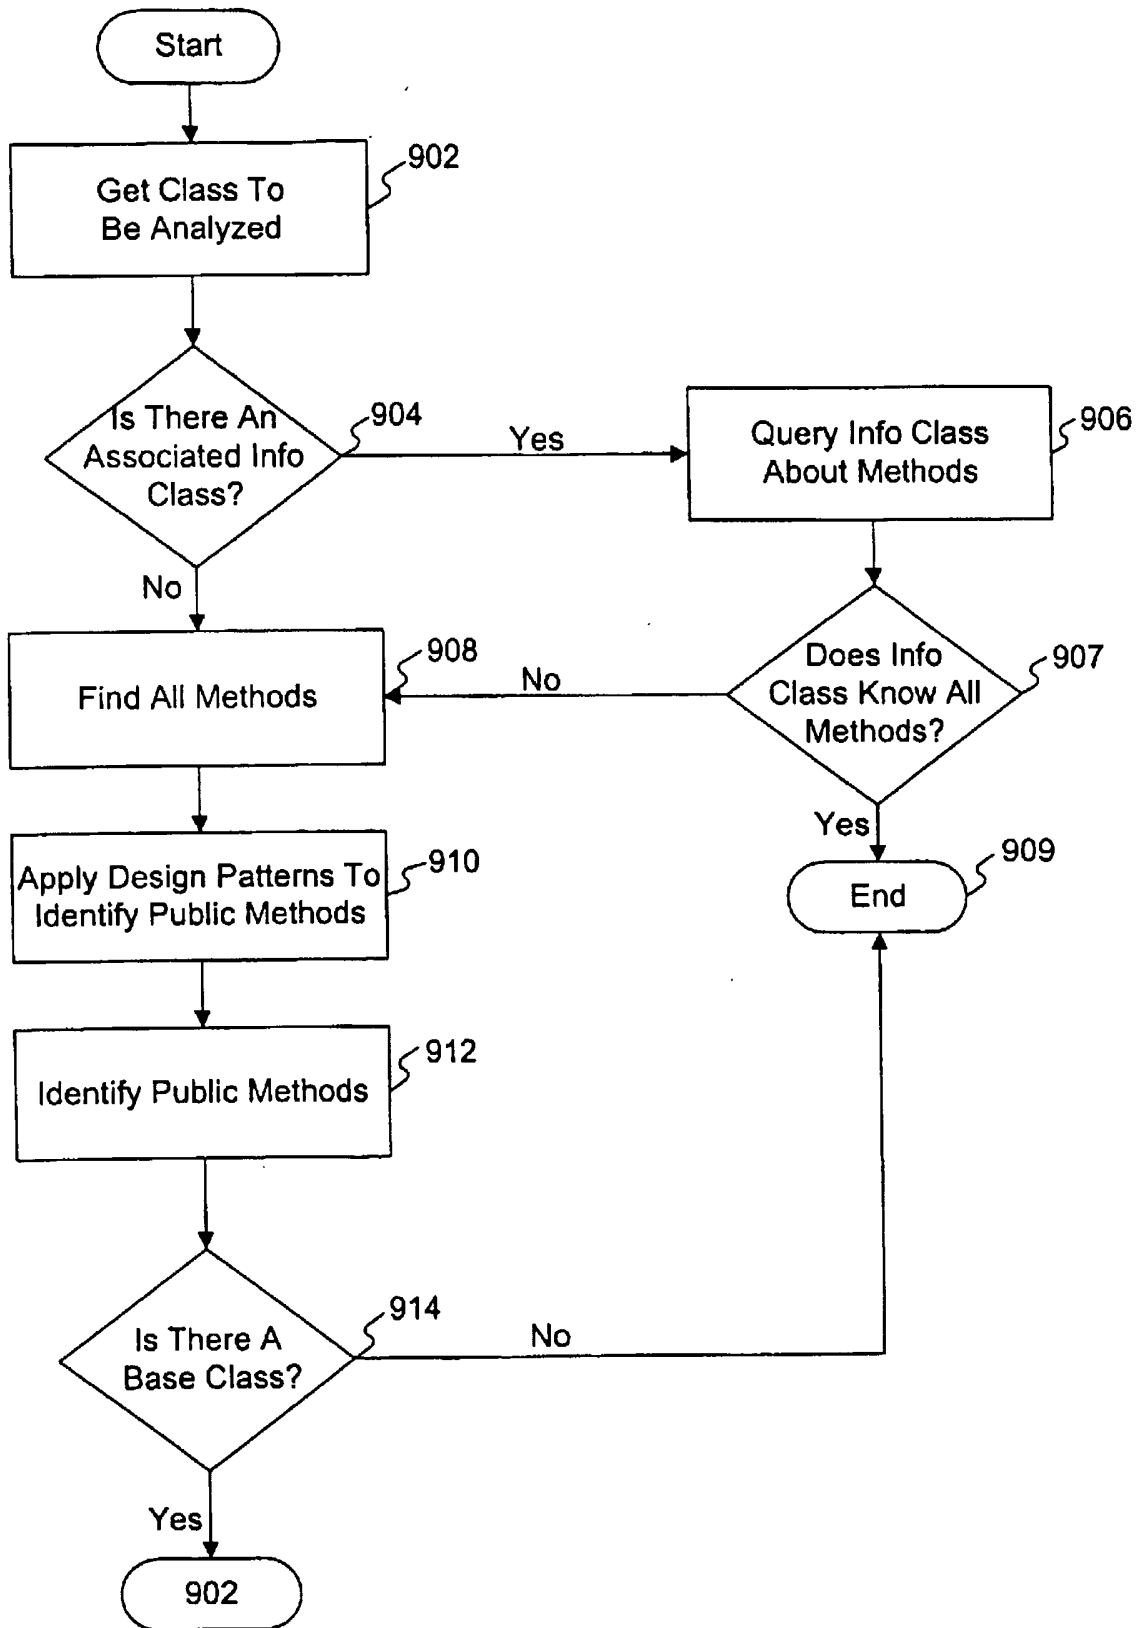 Start
902
Get Class To
Be Analyzed
904
Is There An
Associated Info
Class?
Yes
906
Query Info Class
About Methods
No
907
Does Info
Class Know All
Methods?
908
Find All Methods
No
Yes
909
End
910
Apply Design Patterns To
Identify Public Methods
912
Identify Public Methods
914
Is There A
Base Class?
No
Yes
902